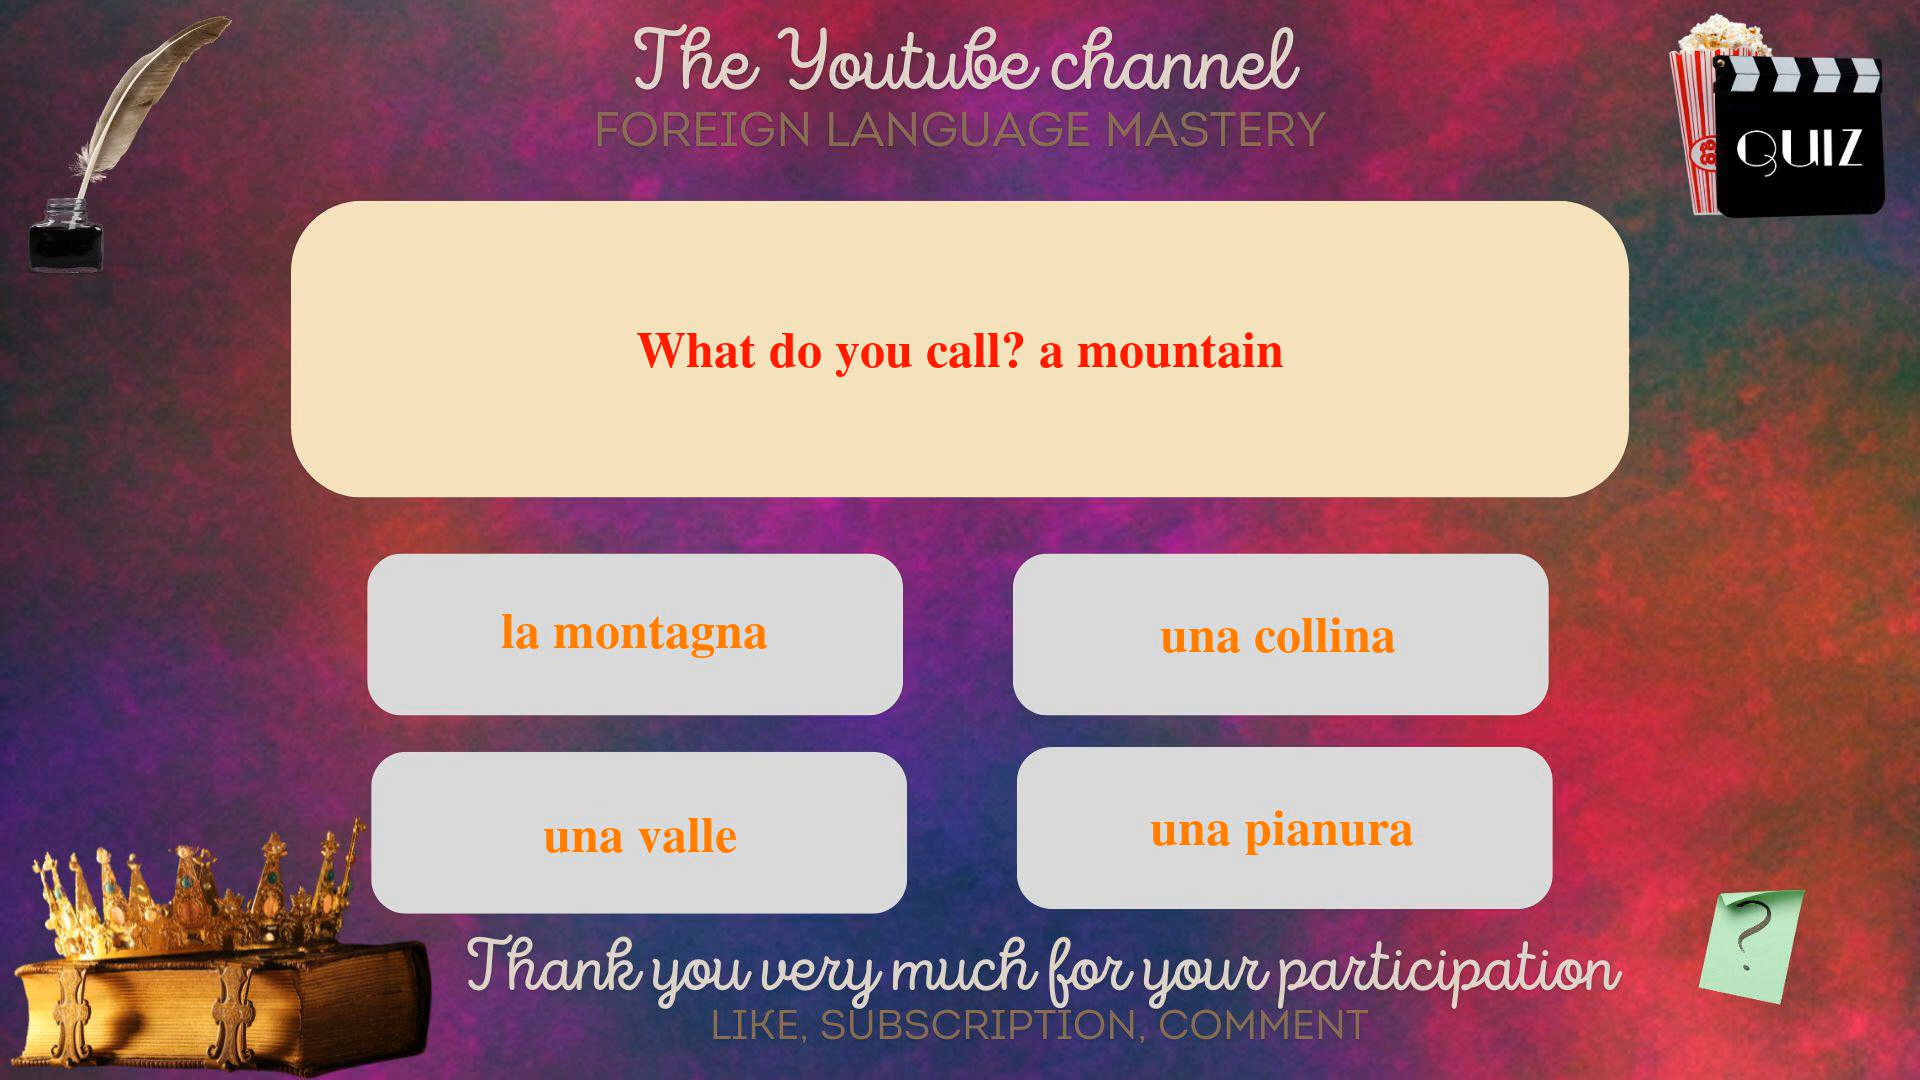 The Youtube channel
FOREIGN LANGUAGE MASTERY
QUIZ
What do you call? a mountain
la montagna
una collina
una valle
una pianura
?
Thank you very much for your participation
LIKE, SUBSCRIPTION, COMMENT